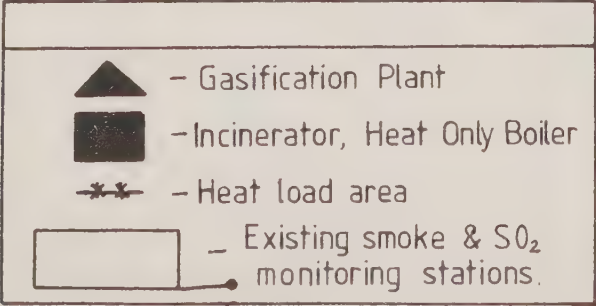 – Gasification Plant
– Incinerator, Heat Only Boiler
– Heat load area
– Existing smoke & SO₂
monitoring stations.